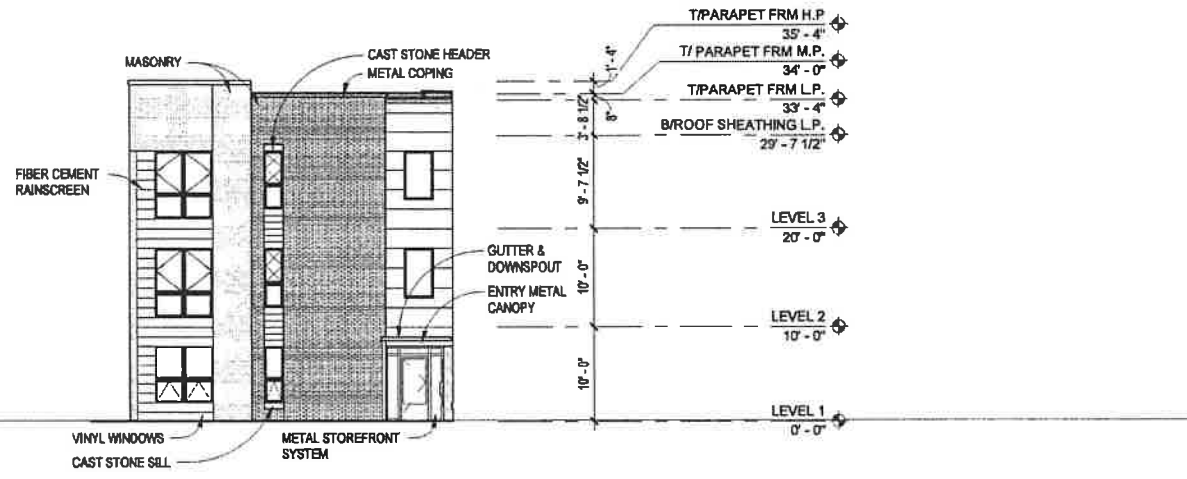 T/PARAPET FRM H.P
35' - 4"
T/ PARAPET FRM M.P.
34' - 0"
T/PARAPET FRM L.P.
33' - 4"
B/ROOF SHEATHING L.P.
29' - 7 1/2"
LEVEL 3
20' - 0"
LEVEL 2
10' - 0"
LEVEL 1
0' - 0"
1' - 4"
8"
3' - 8 1/2"
9' - 7 1/2"
10' - 0"
10' - 0"
MASONRY
CAST STONE HEADER
METAL COPING
FIBER CEMENT
RAINSCREEN
GUTTER &
DOWNSPOUT
ENTRY METAL
CANOPY
VINYL WINDOWS
CAST STONE SILL
METAL STOREFRONT
SYSTEM